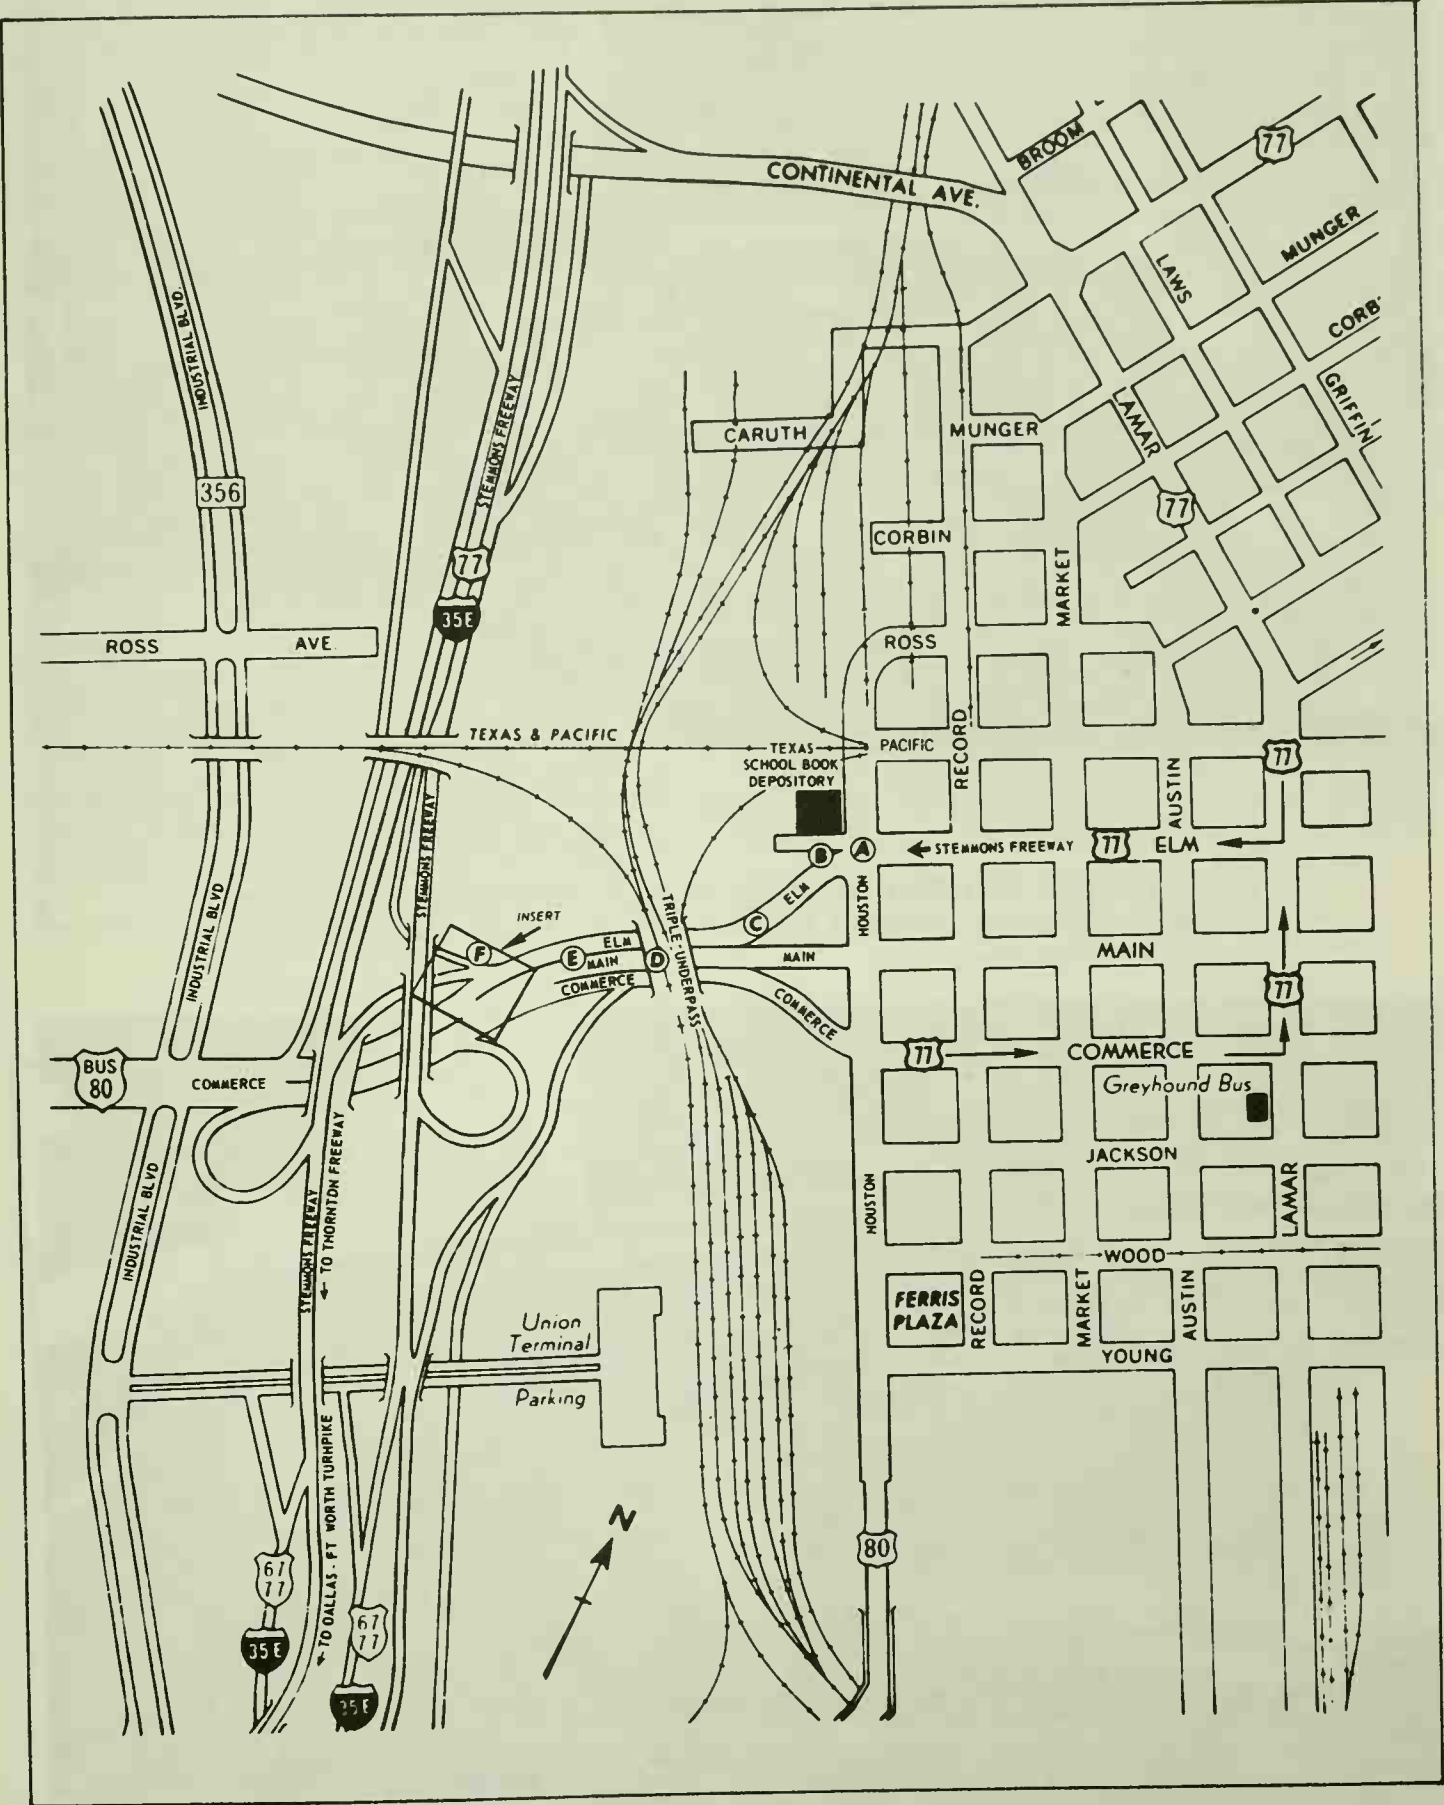 BROOM
77
CONTINENTAL AVE.
MUNGER
LAWS
INDUSTRIAL BLVD.
CORB
GRIFFIN
STEMMONS FREEWAY
CARUTH
MUNGER
LAMAR
356
77
CORBIN
77
MARKET
35E
ROSS AVE
ROSS
TEXAS & PACIFIC
RECORD
TEXAS
SCHOOL BOOK
DEPOSITORY
PACIFIC
77
AUSTIN
STEMMONS FREEWAY
B
A
STEMMONS FREEWAY
77
ELM
INDUSTRIAL BLVD
INSERT
TRIPLE-UNDERPASS
C
ELM
HOUSTON
F
E
ELM
MAIN
COMMERCE
D
MAIN
MAIN
COMMERCE
77
BUS
80
COMMERCE
77
COMMERCE
Greyhound Bus
JACKSON
INDUSTRIAL BLVD
STEMMONS FREEWAY
TO THORNTON FREEWAY
HOUSTON
LAMAR
WOOD
FERRIS
PLAZA
RECORD
MARKET
AUSTIN
Union
Terminal
Parking
YOUNG
TO DALLAS - FT WORTH TURHPIKE
N
80
67
77
35E
67
77
35E